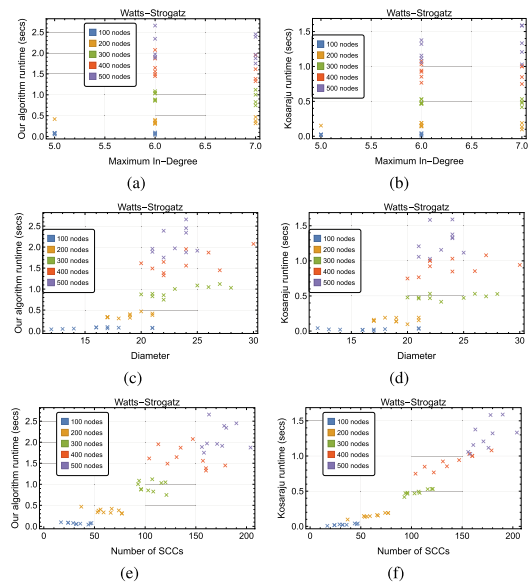 Watts-Strogatz
Our algorithm runtime (secs)
2.5
2.0
1.5
1.0
0.5
0.0
100 nodes
200 nodes
300 nodes
400 nodes
500 nodes
5.0 5.5 6.0 6.5 7.0
Maximum In-Degree
(a)
Watts-Strogatz
Kosaraju runtime (secs)
1.5
1.0
0.5
0.0
100 nodes
200 nodes
300 nodes
400 nodes
500 nodes
5.0 5.5 6.0 6.5 7.0
Maximum In-Degree
(b)
Watts-Strogatz
Our algorithm runtime (secs)
2.5
2.0
1.5
1.0
0.5
0.0
100 nodes
200 nodes
300 nodes
400 nodes
500 nodes
15 20 25 30
Diameter
(c)
Watts-Strogatz
Kosaraju runtime (secs)
1.5
1.0
0.5
0.0
100 nodes
200 nodes
300 nodes
400 nodes
500 nodes
15 20 25 30
Diameter
(d)
Watts-Strogatz
Our algorithm runtime (secs)
2.5
2.0
1.5
1.0
0.5
0.0
100 nodes
200 nodes
300 nodes
400 nodes
500 nodes
0 50 100 150 200
Number of SCCs
(e)
Watts-Strogatz
Kosaraju runtime (secs)
1.5
1.0
0.5
0.0
100 nodes
200 nodes
300 nodes
400 nodes
500 nodes
0 50 100 150 200
Number of SCCs
(f)